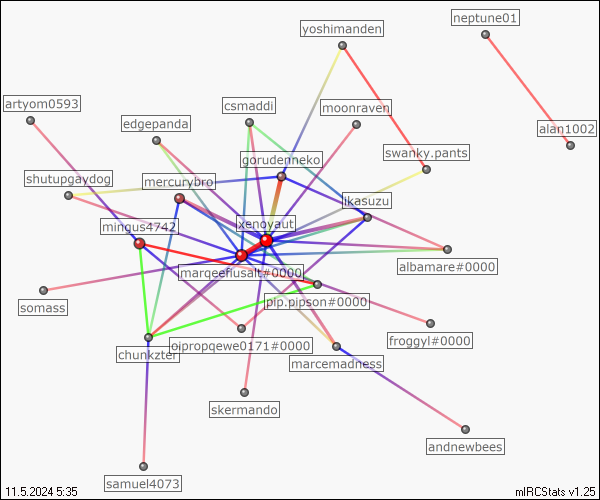 neptune01
yoshimanden
artyom0593
csmaddi
moonraven
edgepanda
alan1002
swanky.pants
gorudenneko
shutupgaydog
mercurybro
ikasuzu
xenoyaut
mingus4742
albamare#0000
marqeeriusalt#0000
somass
pip.pipson#0000
froggyl#0000
oipropqewe0171#0000
chunkzter
marcemadness
skermando
andnewbees
samuel4073
11.5.2024 5:35
mIRCStats v1.25